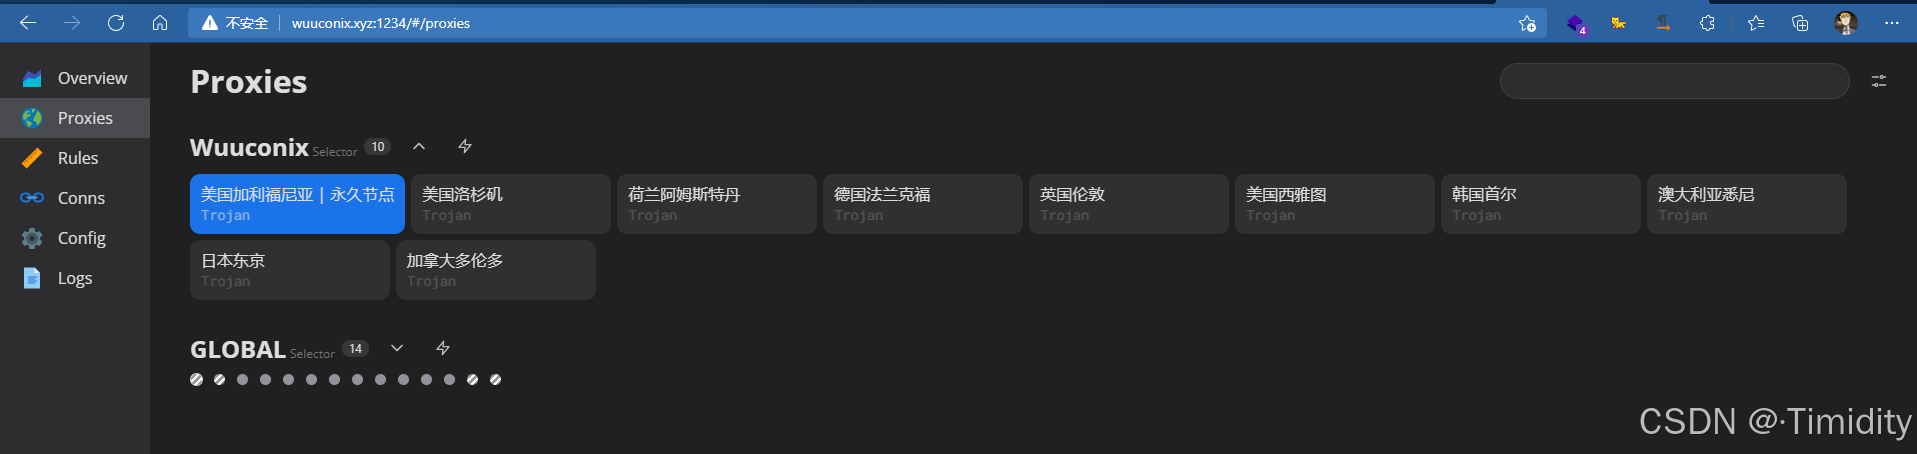 不安全 wuuconix.xyz:1234/#/proxies
4
Overview
Proxies
Rules
Conns
Config
Logs
Proxies
Wuuconix Selector 10
美国加利福尼亚 | 永久节点
Trojan
美国洛杉矶
Trojan
荷兰阿姆斯特丹
Trojan
德国法兰克福
Trojan
英国伦敦
Trojan
美国西雅图
Trojan
韩国首尔
Trojan
澳大利亚悉尼
Trojan
日本东京
Trojan
加拿大多伦多
Trojan
GLOBAL Selector 14
CSDN @·Timidity